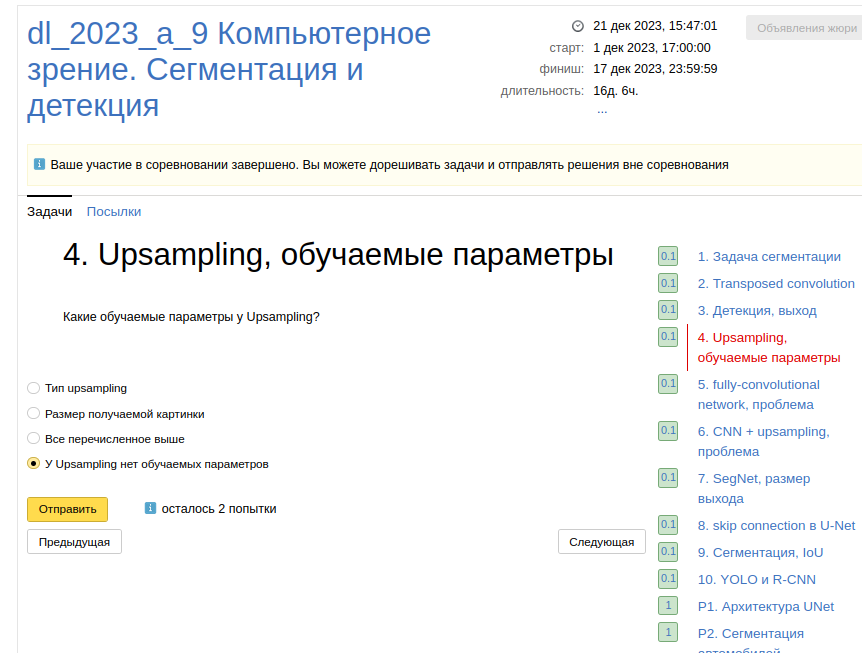 dl_2023_a_9 Компьютерное
зрение. Сегментация и
детекция
21 дек 2023, 15:47:01
старт: 1 дек 2023, 17:00:00
финиш: 17 дек 2023, 23:59:59
длительность: 16д. 6ч.
...
Объявления жюри
Ваше участие в соревновании завершено. Вы можете дорешивать задачи и отправлять решения вне соревнования
Задачи Посылки
4. Upsampling, обучаемые параметры
Какие обучаемые параметры у Upsampling?
Тип upsampling
Размер получаемой картинки
Все перечисленное выше
У Upsampling нет обучаемых параметров
Отправить
осталось 2 попытки
Предыдущая
Следующая
0.1 1. Задача сегментации
0.1 2. Transposed convolution
0.1 3. Детекция, выход
0.1 4. Upsampling,
обучаемые параметры
0.1 5. fully-convolutional
network, проблема
0.1 6. CNN + upsampling,
проблема
0.1 7. SegNet, размер
выхода
0.1 8. skip connection в U-Net
0.1 9. Сегментация, IoU
0.1 10. YOLO и R-CNN
1 P1. Архитектура UNet
1 P2. Сегментация
автомобилей